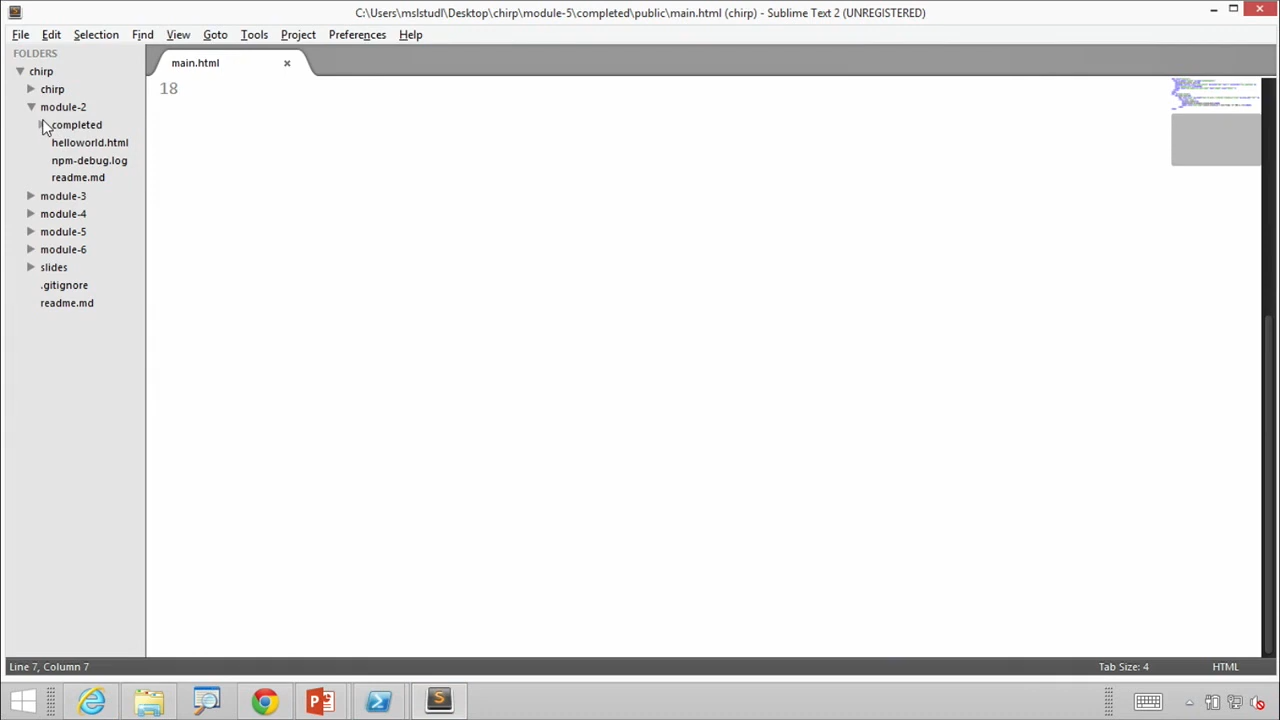 C:\Users\mslstudl\Desktop\chirp\module-5\completed\public\main.html (chirp) - Sublime Text 2 (UNREGISTERED)
File Edit Selection Find View Goto Tools Project Preferences Help
FOLDERS
main.html
chirp
chirp
module-2
completed
helloworld.html
npm-debug.log
readme.md
module-3
module-4
module-5
module-6
slides
.gitignore
readme.md
18
Line 7, Column 7
Tab Size: 4
HTML